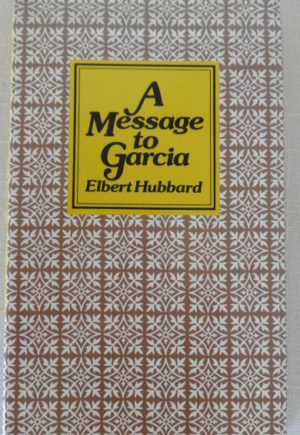 A
Message
to
Garcia
Elbert Hubbard